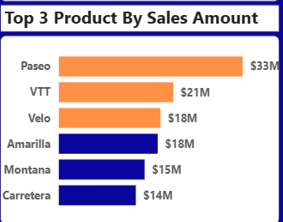 Top 3 Product By Sales Amount
Paseo $33M
VTT $21M
Velo $18M
Amarilla $18M
Montana $15M
Carretera $14M